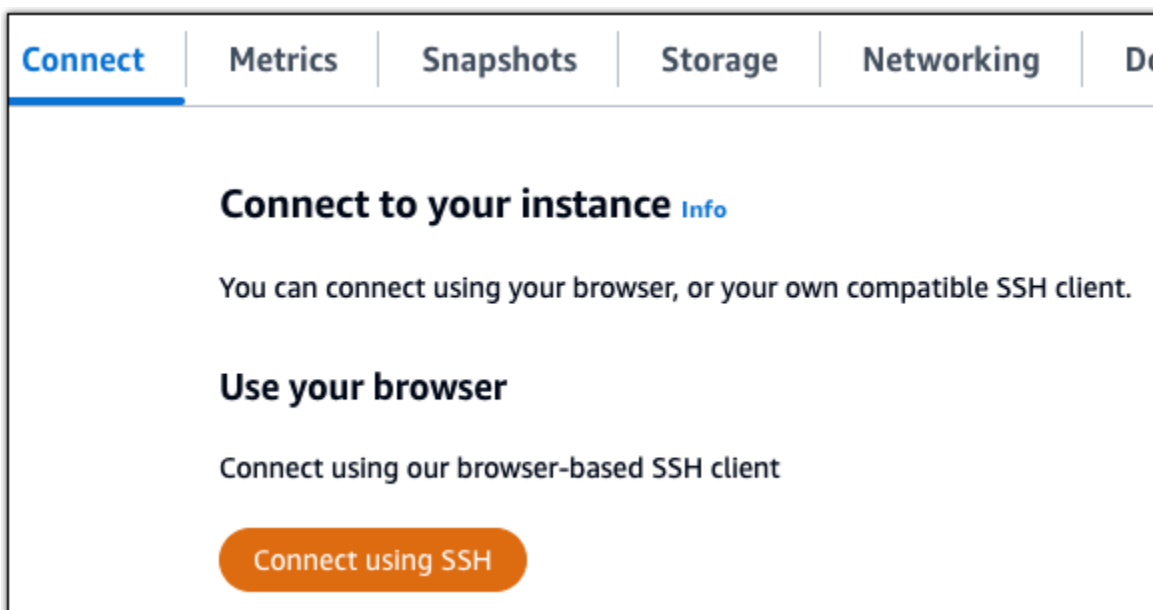 Connect Metrics Snapshots Storage Networking
Connect to your instance Info
You can connect using your browser, or your own compatible SSH client.
Use your browser
Connect using our browser-based SSH client
Connect using SSH